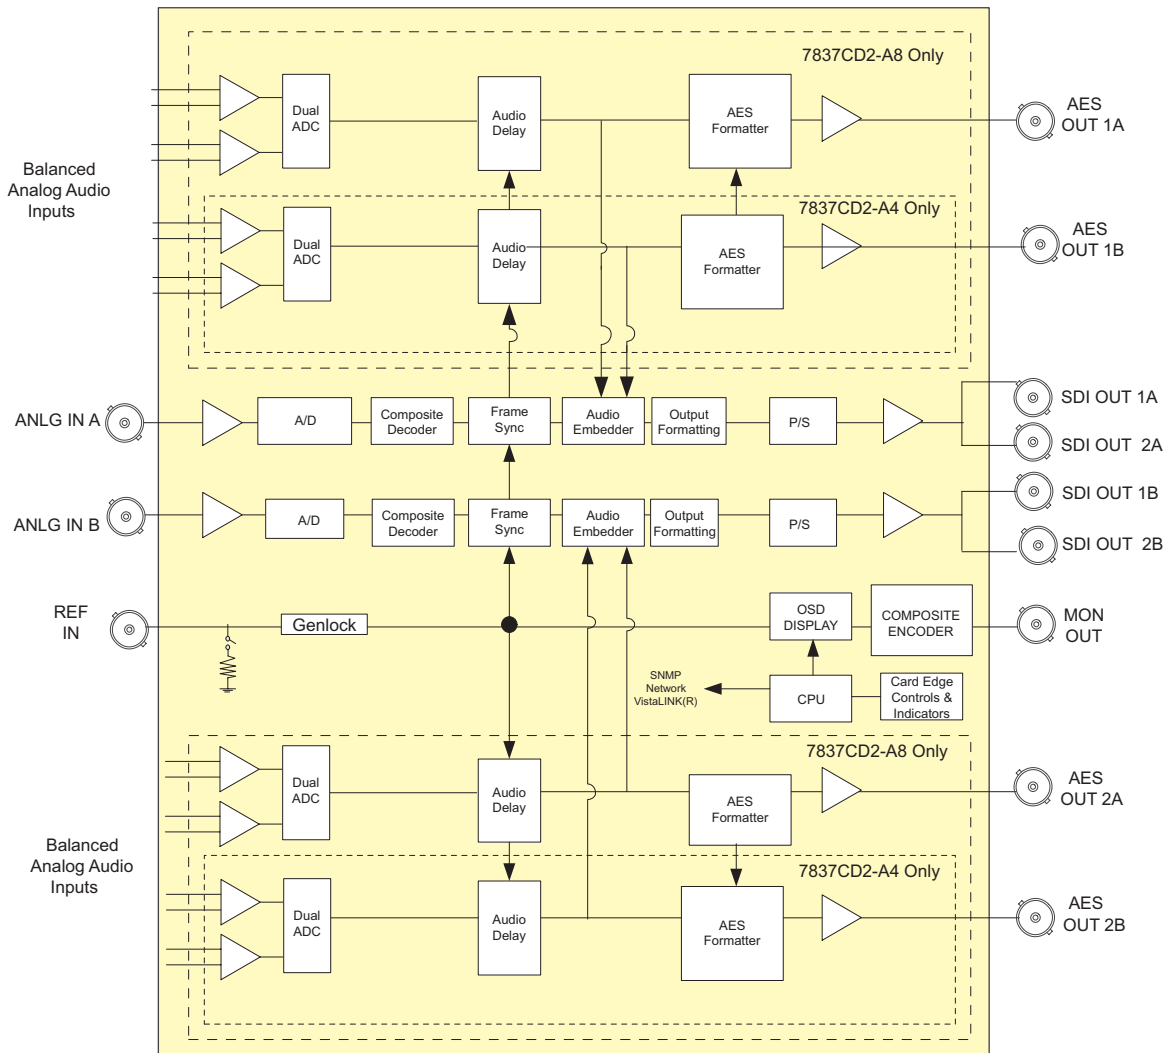 7837CD2-A8 Only
Dual
ADC
Audio
Delay
AES
Formatter
AES
OUT 1A
Balanced
Analog Audio
Inputs
7837CD2-A4 Only
Dual
ADC
Audio
Delay
AES
Formatter
AES
OUT 1B
ANLG IN A
A/D
Composite
Decoder
Frame
Sync
Audio
Embedder
Output
Formatting
P/S
SDI OUT 1A
SDI OUT 2A
ANLG IN B
A/D
Composite
Decoder
Frame
Sync
Audio
Embedder
Output
Formatting
P/S
SDI OUT 1B
SDI OUT 2B
REF
IN
Genlock
OSD
DISPLAY
COMPOSITE
ENCODER
MON
OUT
SNMP
Network
VistaLINK(R)
CPU
Card Edge
Controls &
Indicators
7837CD2-A8 Only
Dual
ADC
Audio
Delay
AES
Formatter
AES
OUT 2A
Balanced
Analog Audio
Inputs
7837CD2-A4 Only
Dual
ADC
Audio
Delay
AES
Formatter
AES
OUT 2B